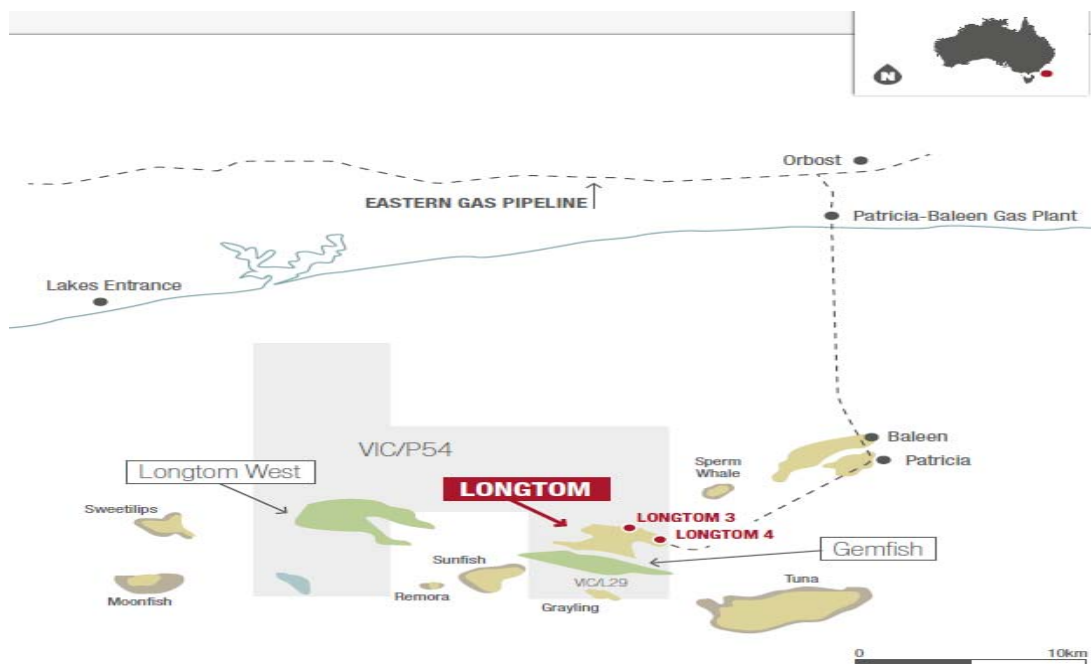 N
Orbost
EASTERN GAS PIPELINE
Patricia-Baleen Gas Plant
Lakes Entrance
VIC/P54
Baleen
Longtom West
Sperm
Whale
Patricia
LONGTOM
Sweetlips
LONGTOM 3
LONGTOM 4
Gemfish
Sunfish
VIC/L29
Tuna
Moonfish
Remora
Grayling
0 10km